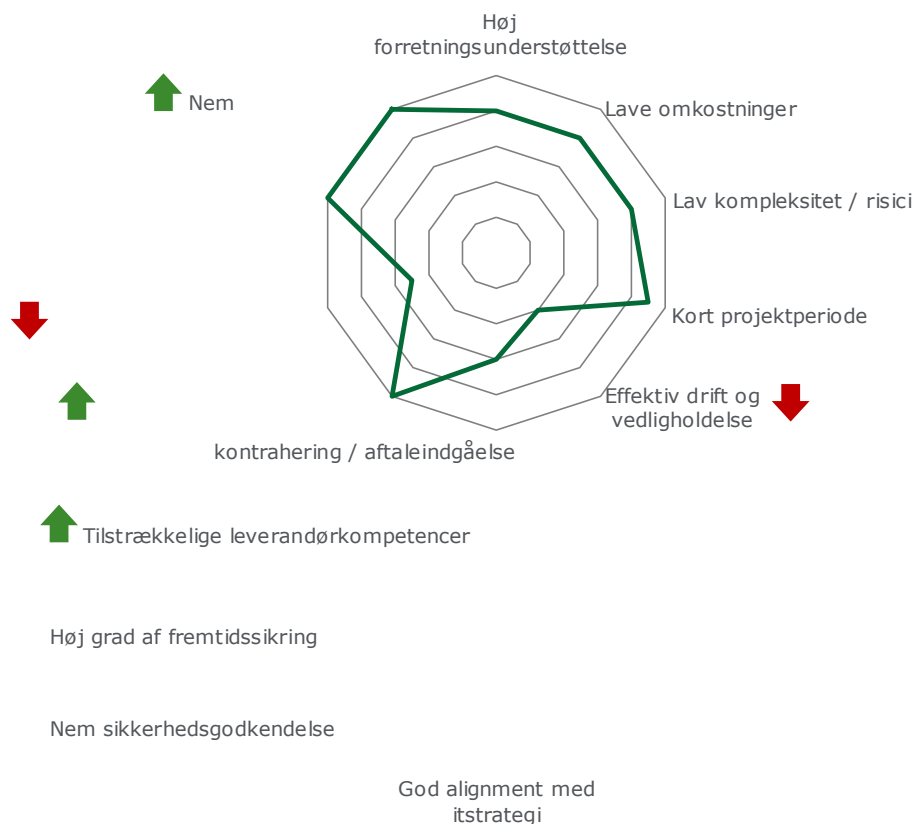 Høj
forretningsunderstøttelse
Nem
Lave omkostninger
Lav kompleksitet / risici
Kort projektperiode
Effektiv drift og
vedligholdelse
kontrahering / aftaleindgåelse
Tilstrækkelige leverandørkompetencer
Høj grad af fremtidssikring
Nem sikkerhedsgodkendelse
God alignment med
itstrategi